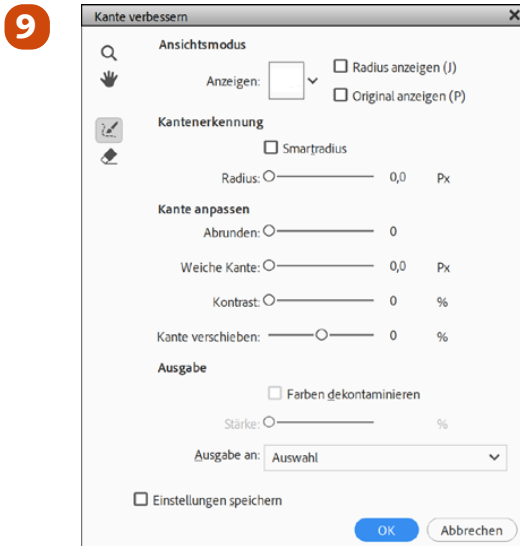 9
Kante verbessern
Ansichtsmodus
Anzeigen:
Radius anzeigen (J)
Original anzeigen (P)
Kantenerkennung
Smartradius
Radius: 0,0 Px
Kante anpassen
Abrunden: 0
Weiche Kante: 0,0 Px
Kontrast: 0 %
Kante verschieben: 0 %
Ausgabe
Farben dekontaminieren
Stärke: %
Ausgabe an: Auswahl
Einstellungen speichern
OK Abbrechen